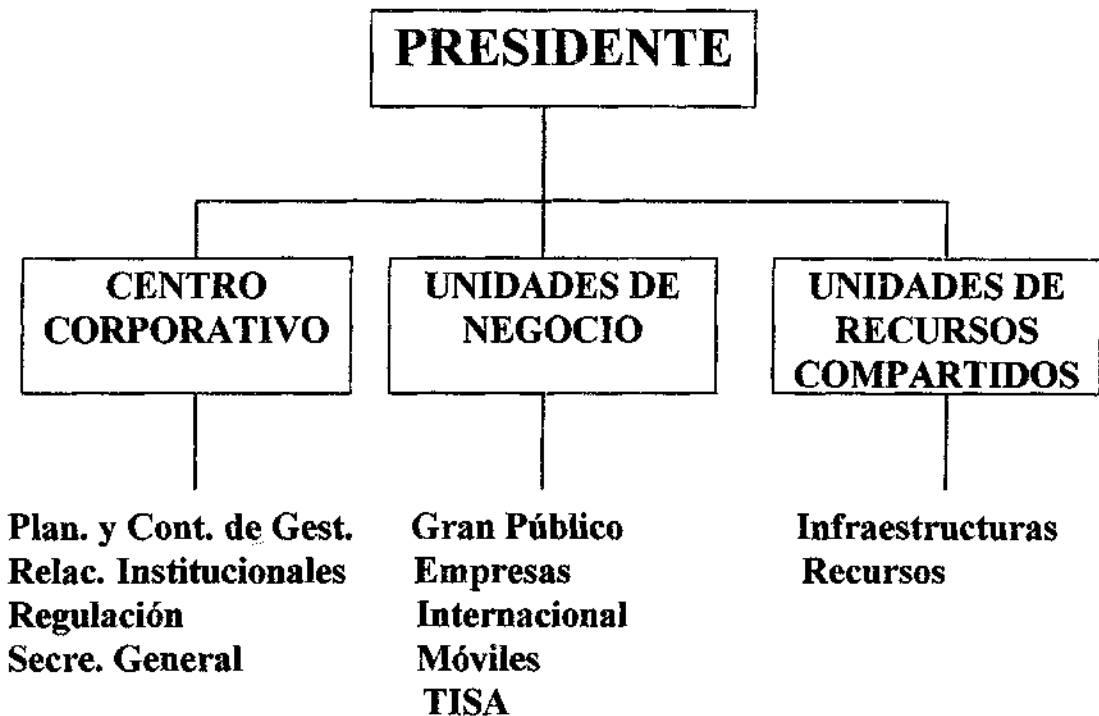 PRESIDENTE
CENTRO
CORPORATIVO
UNIDADES DE
NEGOCIO
UNIDADES DE
RECURSOS
COMPARTIDOS
Plan. y Cont. de Gest.
Relac. Institucionales
Regulación
Secre. General
Gran Público
Empresas
Internacional
Móviles
TISA
Infraestructuras
Recursos